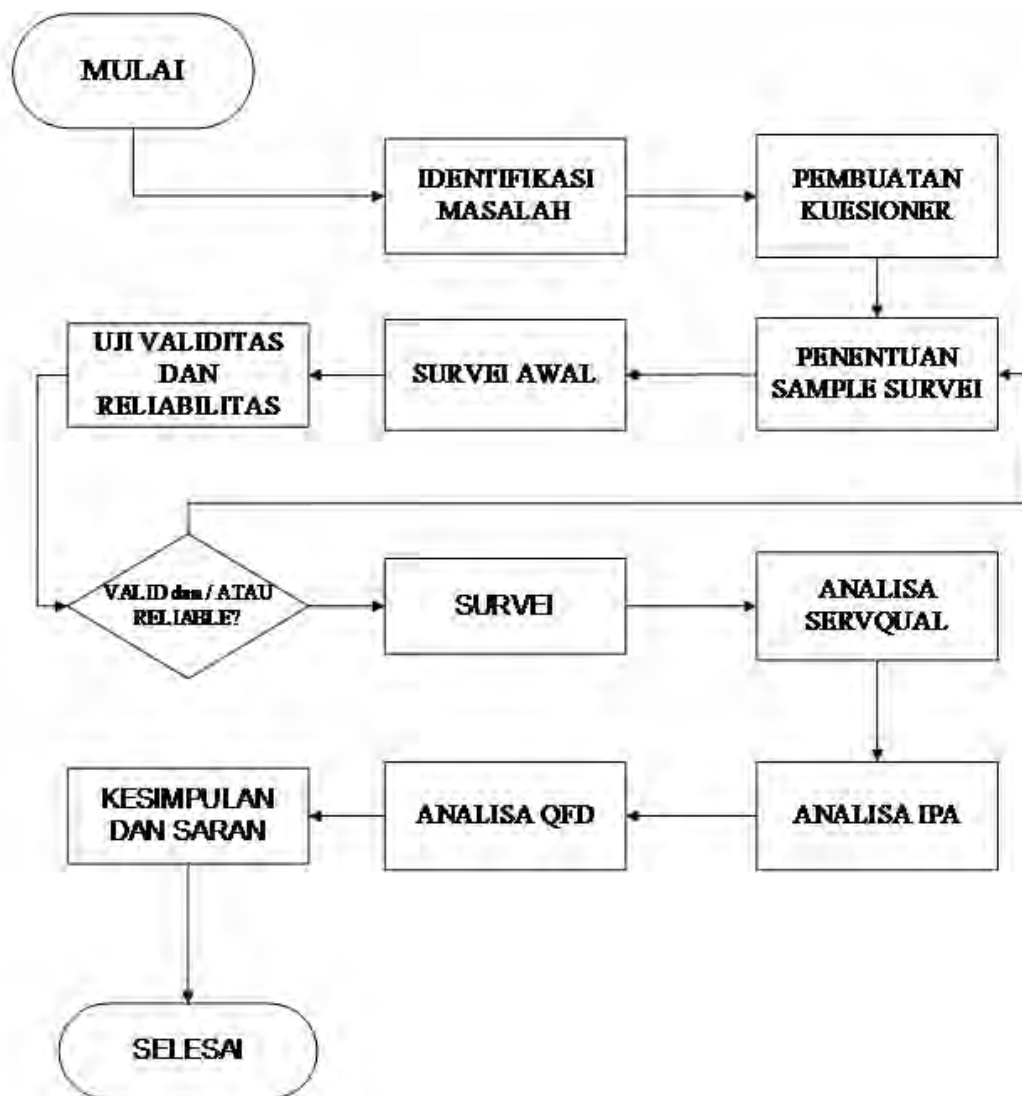 MULAI
IDENTIFIKASI
MASALAH
PEMBUATAN
KUESIONER
PENENTUAN
SAMPLE SURVEI
SURVEI AWAL
UJI VALIDITAS
DAN
RELIABILITAS
VALID dan / ATAU
RELIABLE?
SURVEI
ANALISA
SERVQUAL
ANALISA IPA
ANALISA QFD
KESIMPULAN
DAN SARAN
SELESAI